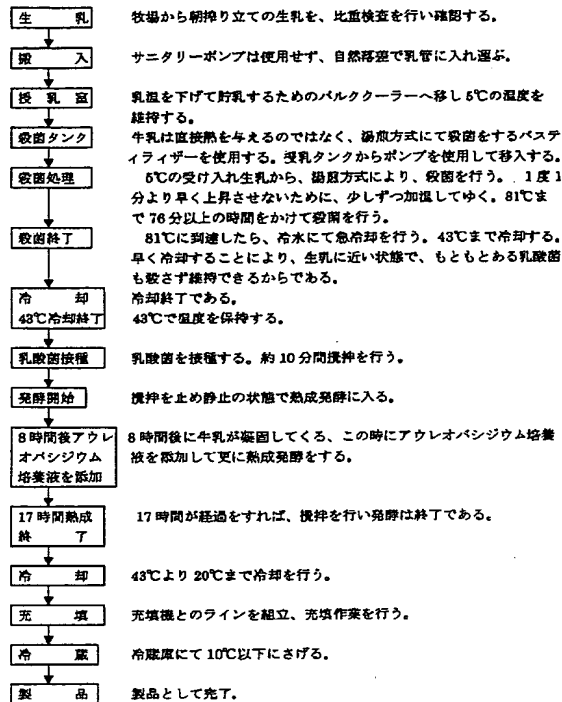 生　乳
牧場から朝搾り立ての生乳を、比重検査を行い確認する。
搬　入
サニタリーポンプは使用せず、自然落差で乳管に入れ運ぶ。
授 乳 室
乳温を下げて貯乳するためのバルククーラーへ移し5℃の温度を
維持する。
殺菌タンク
牛乳は直接熱を与えるのではなく、湯煎方式にて殺菌をするパステ
ィライザーを使用する。受乳タンクからポンプを使用して移入する。
殺菌処理
5℃の受け入れ生乳から、湯煎方式により、殺菌を行う。1度1
分より早く上昇させないために、少しずつ加温してゆく。81℃ま
で76分以上の時間をかけて殺菌を行う。
殺菌終了
81℃に到達したら、冷水にて急冷却を行う。43℃まで冷却する。
早く冷却することにより、生乳に近い状態で、もともとある乳酸菌
も殺さず維持できるからである。
冷　却
43℃冷却終了
冷却終了である。
43℃で温度を保持する。
乳酸菌接種
乳酸菌を接種する。約10分間攪拌を行う。
発酵開始
攪拌を止め静止の状態で熟成発酵に入る。
8時間後アウレ
オバシジウム
培養液を添加
8時間後に牛乳が凝固してくる、この時にアウレオバシジウム培養
液を添加して更に熟成発酵をする。
17時間熟成
終　了
17時間が経過をすれば、攪拌を行い発酵は終了である。
冷　却
43℃より20℃まで冷却を行う。
充　填
充填機とのラインを組立、充填作業を行う。
冷　蔵
冷蔵庫にて10℃以下にさげる。
製　品
製品として完了。